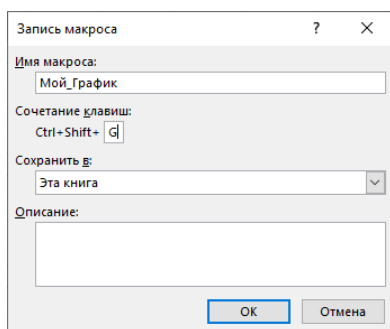 Запись макроса ? ×
Имя макроса:
Мой_График
Сочетание клавиш:
Ctrl+Shift+ G
Сохранить в:
Эта книга
Описание:
ОК Отмена